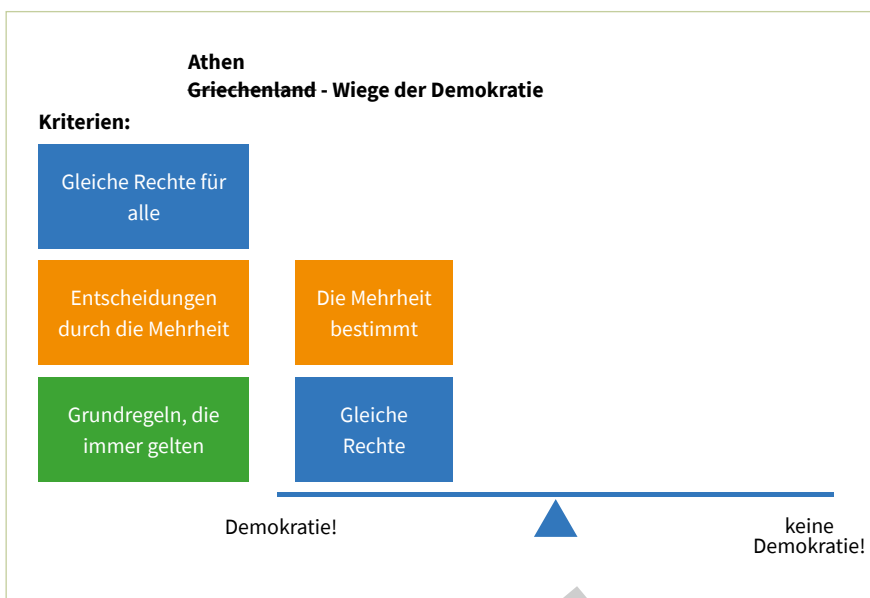 Athen
Griechenland - Wiege der Demokratie
Kriterien:
Gleiche Rechte für
alle
Entscheidungen
durch die Mehrheit
Die Mehrheit
bestimmt
Grundregeln, die
immer gelten
Gleiche
Rechte
Demokratie!
keine
Demokratie!